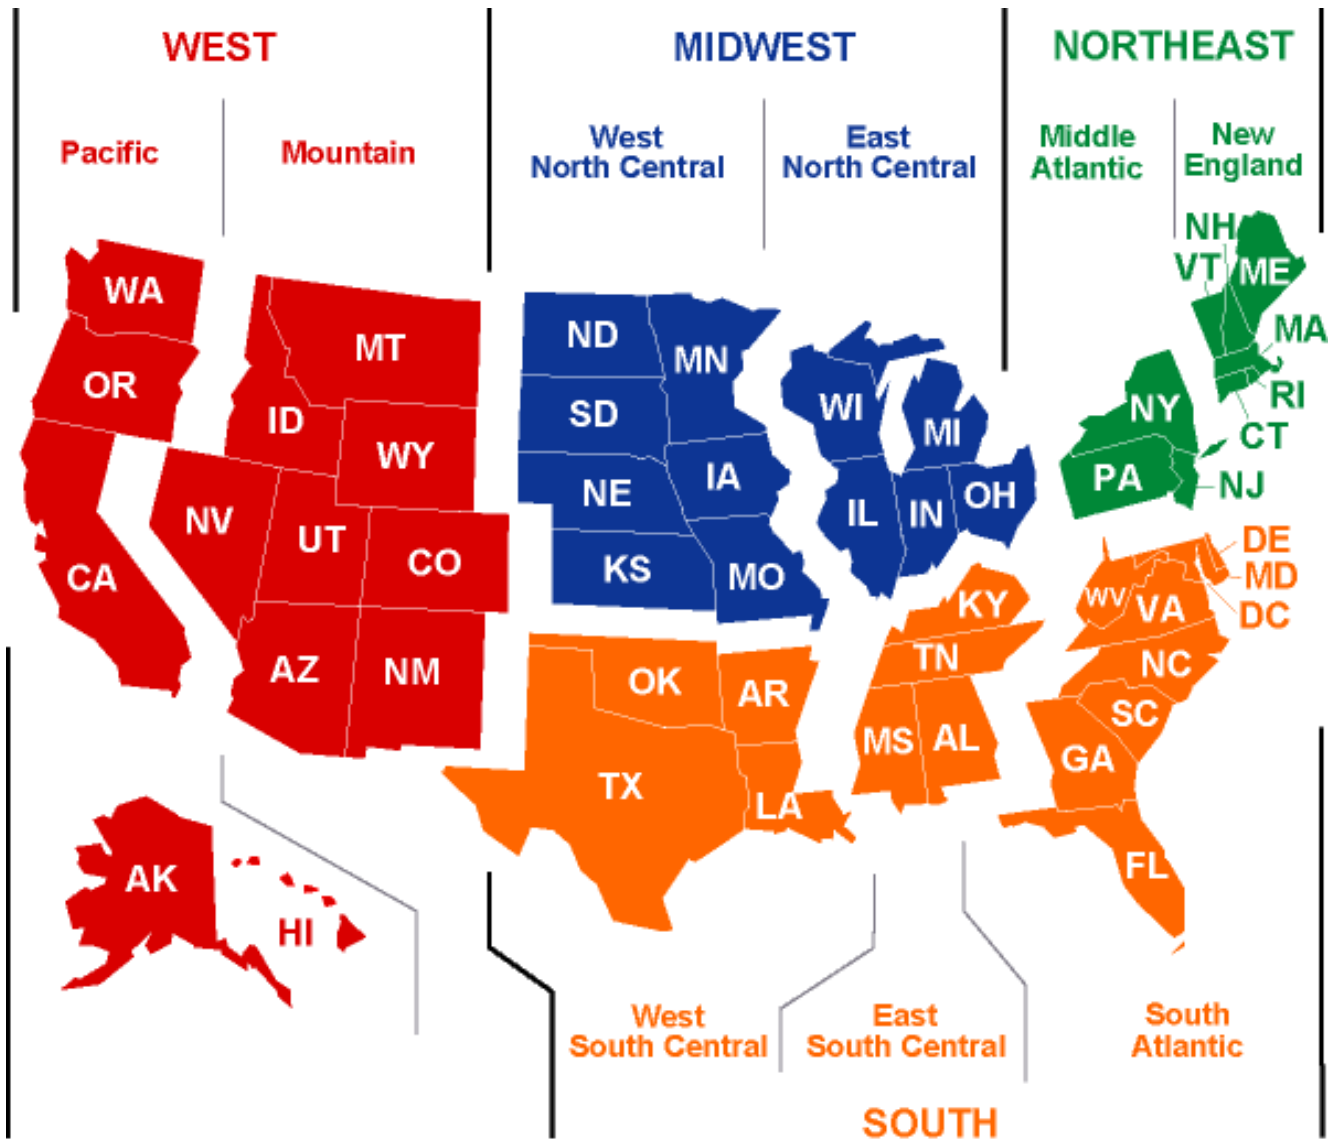 WEST
MIDWEST
NORTHEAST
Pacific
Mountain
West
North Central
East
North Central
Middle
Atlantic
New
England
WA
OR
CA
MT
ID
WY
NV
UT
CO
AZ
NM
AK
HI
ND
SD
NE
KS
MN
IA
MO
WI
MI
IL
IN
OH
NH
VT
ME
MA
RI
CT
NY
PA
NJ
DE
MD
DC
WV
VA
NC
SC
GA
FL
KY
TN
MS
AL
OK
AR
TX
LA
West
South Central
East
South Central
South
Atlantic
SOUTH